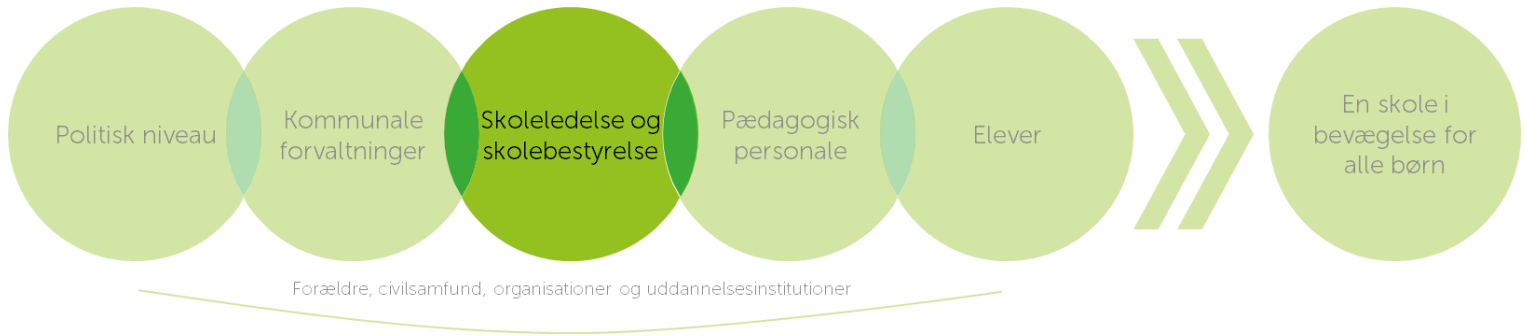 Politisk niveau
Kommunale
forvaltninger
Skoleledelse og
skolebestyrelse
Pædagogisk
personale
Elever
En skole i
bevægelse for
alle børn
Forældre, civilsamfund, organisationer og uddannelsesinstitutioner